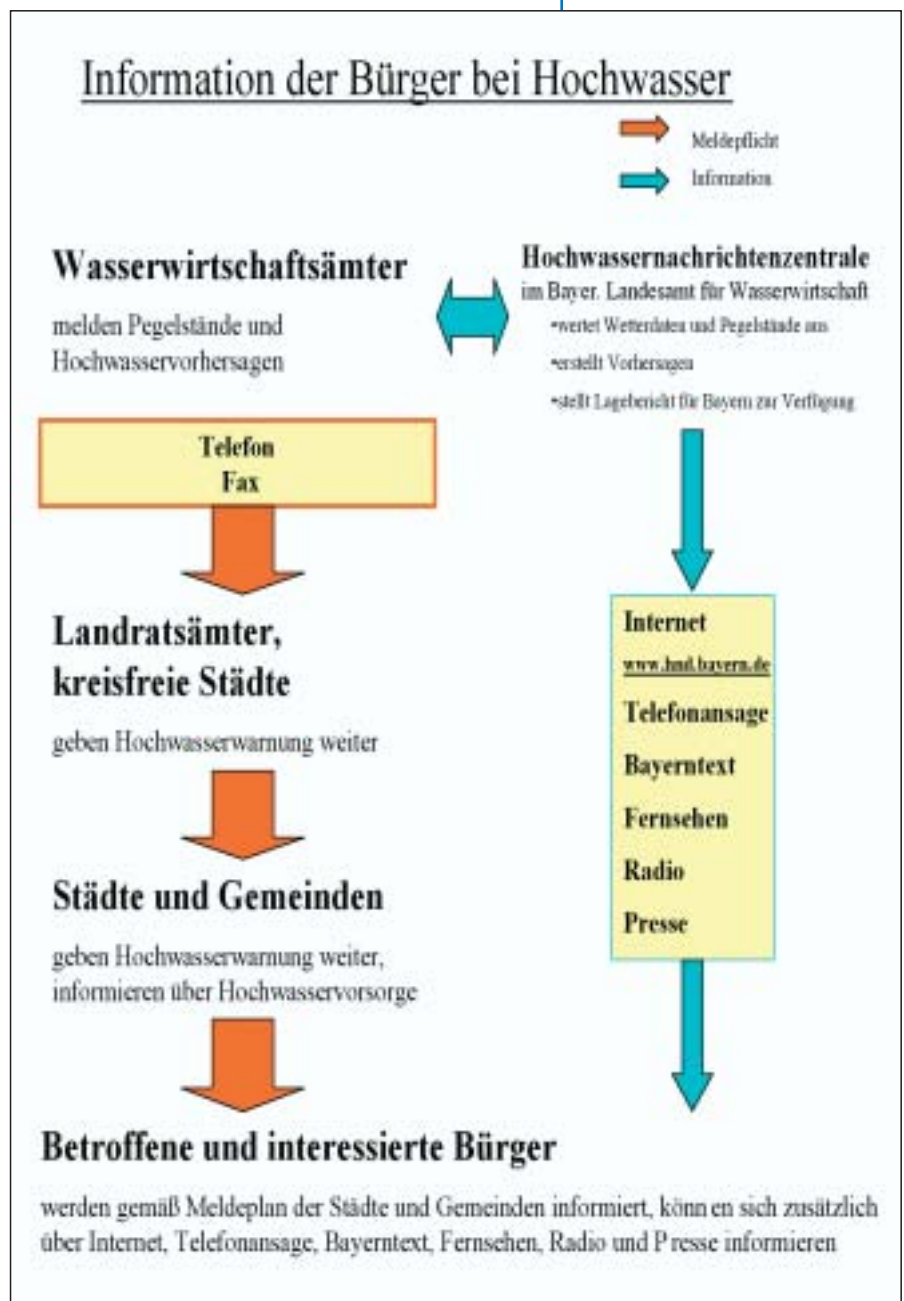 Information der Bürger bei Hochwasser
Meldepflicht
Information
Wasserwirtschaftsämter
melden Pegelstände und
Hochwasservorhersagen
Hochwassernachrichtenzentrale
im Bayer. Landesamt für Wasserwirtschaft
•wertet Wetterdaten und Pegelstände aus
•erstellt Vorhersagen
•stellt Lagebericht für Bayern zur Verfügung
Telefon
Fax
Landratsämter,
kreisfreie Städte
geben Hochwasserwarnung weiter
Städte und Gemeinden
geben Hochwasserwarnung weiter,
informieren über Hochwasservorsorge
Internet
www.hnd.bayern.de
Telefonansage
Bayerntext
Fernsehen
Radio
Presse
Betroffene und interessierte Bürger
werden gemäß Meldeplan der Städte und Gemeinden informiert, könn en sich zusätzlich
über Internet, Telefonansage, Bayerntext, Fernsehen, Radio und P resse informieren